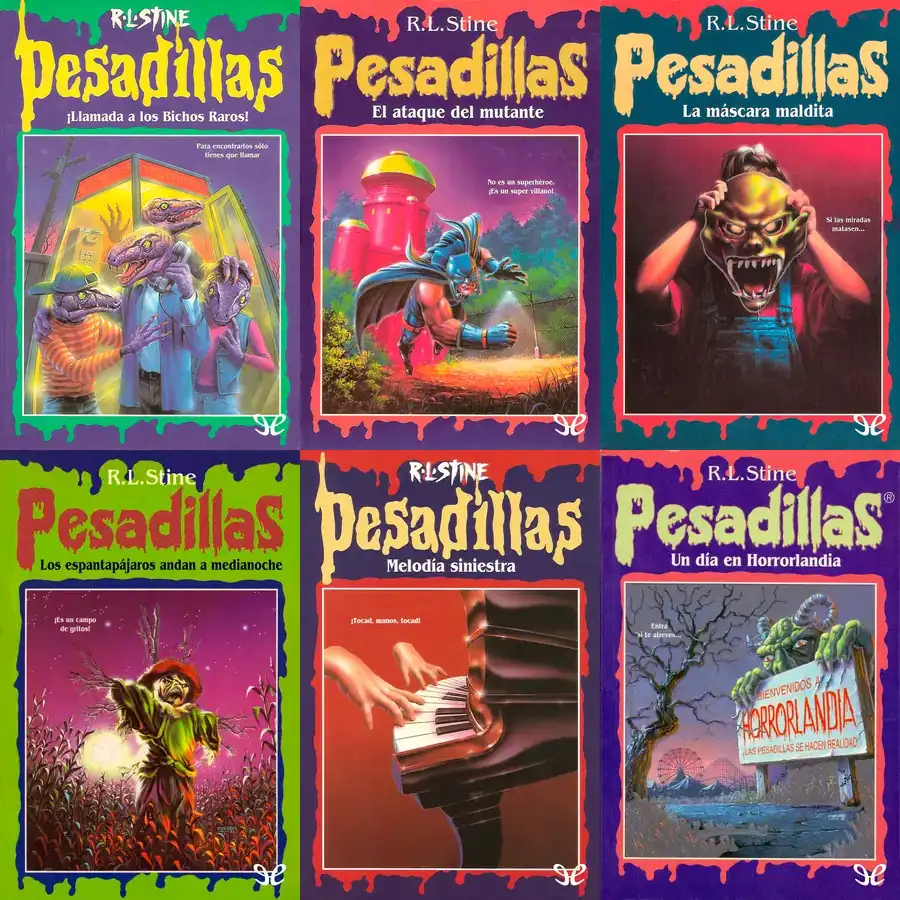 R.L.STINE
Pesadillas
¡Llamada a los Bichos Raros!
Para encontrarlos sólo
tienes que llamar
R.L.Stine
Pesadillas
El ataque del mutante
No es un superhéroe.
¡Es un super villano!
R.L.Stine
Pesadillas
La máscara maldita
Si las miradas
matasen...
R.L.Stine
Pesadillas
Los espantapájaros andan a medianoche
¡Es un campo
de gritos!
R.L.STINE
Pesadillas
Melodía siniestra
¡Tocad, manos, tocad!
R.L.Stine
Pesadillas®
Un día en Horrorlandia
Entra
si te atreves...
BIENVENIDOS A
HORRORLANDIA
LAS PESADILLAS SE HACEN REALIDAD